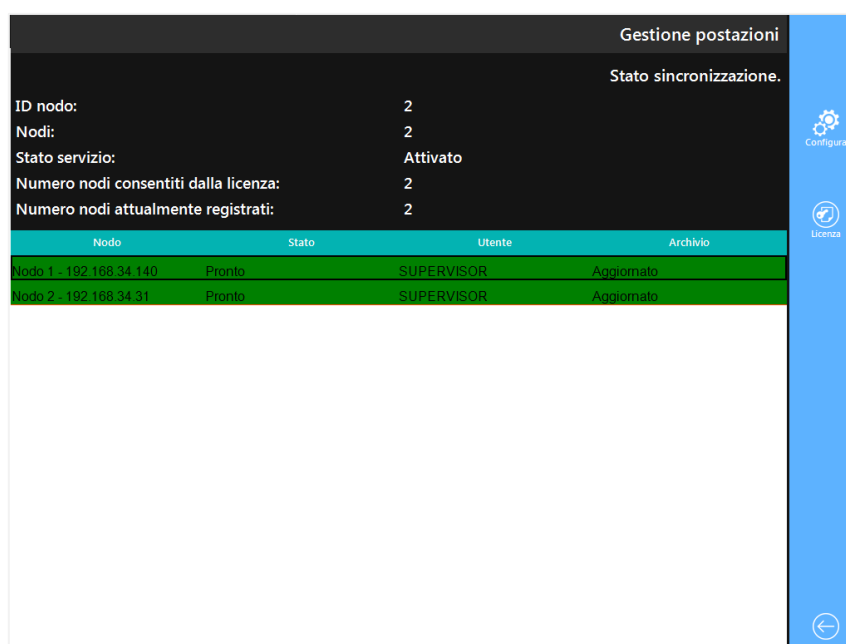 Gestione postazioni
Stato sincronizzazione.
ID nodo: 2
Nodi: 2
Stato servizio: Attivato
Numero nodi consentiti dalla licenza: 2
Numero nodi attualmente registrati: 2
Nodo Stato Utente Archivio
Nodo 1 - 192.168.34.140 Pronto SUPERVISOR Aggiornato
Nodo 2 - 192.168.34.31 Pronto SUPERVISOR Aggiornato
Configura
Licenza